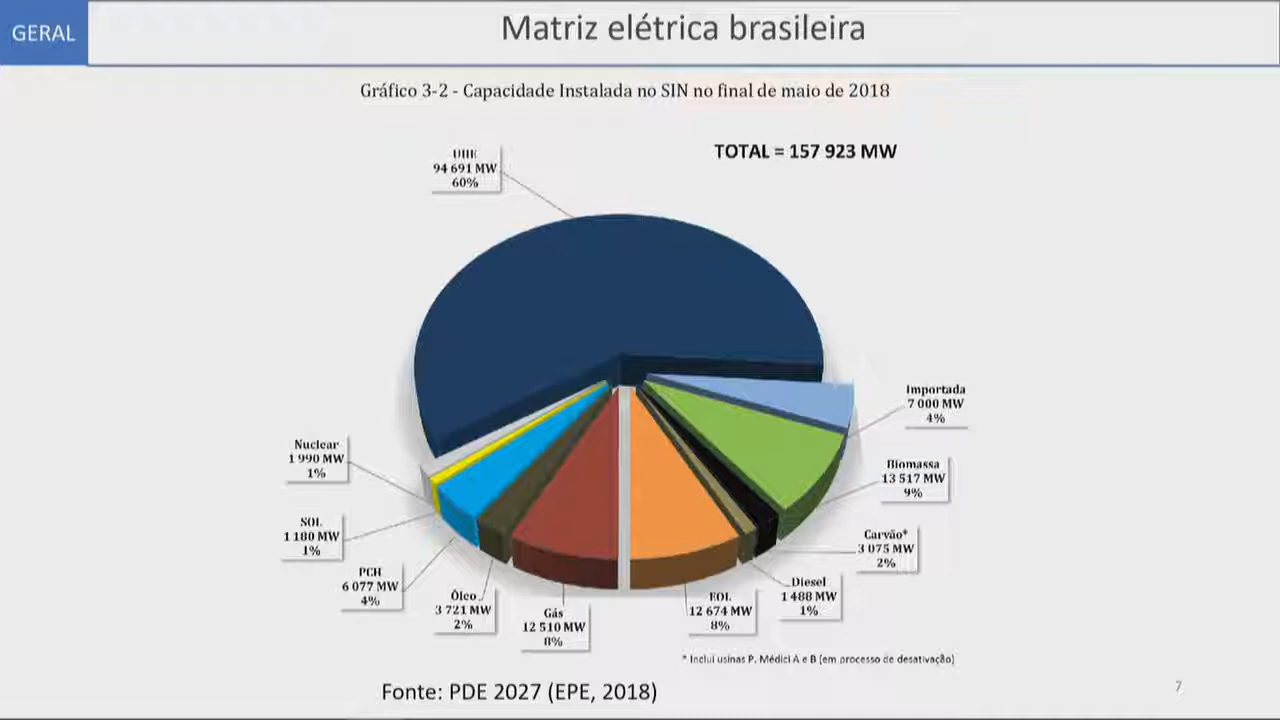 GERAL
Matriz elétrica brasileira
Gráfico 3-2 - Capacidade Instalada no SIN no final de maio de 2018
TOTAL = 157 923 MW
UHE
94 691 MW
60%
Importada
7 000 MW
4%
Biomassa
13 517 MW
9%
Carvão*
3 075 MW
2%
Diesel
1 488 MW
1%
EOL
12 674 MW
8%
Gás
12 510 MW
8%
Óleo
3 721 MW
2%
PCH
6 077 MW
4%
SOL
1 180 MW
1%
Nuclear
1 990 MW
1%
* Inclui usinas P. Médici A e B (em processo de desativação)
Fonte: PDE 2027 (EPE, 2018)
7